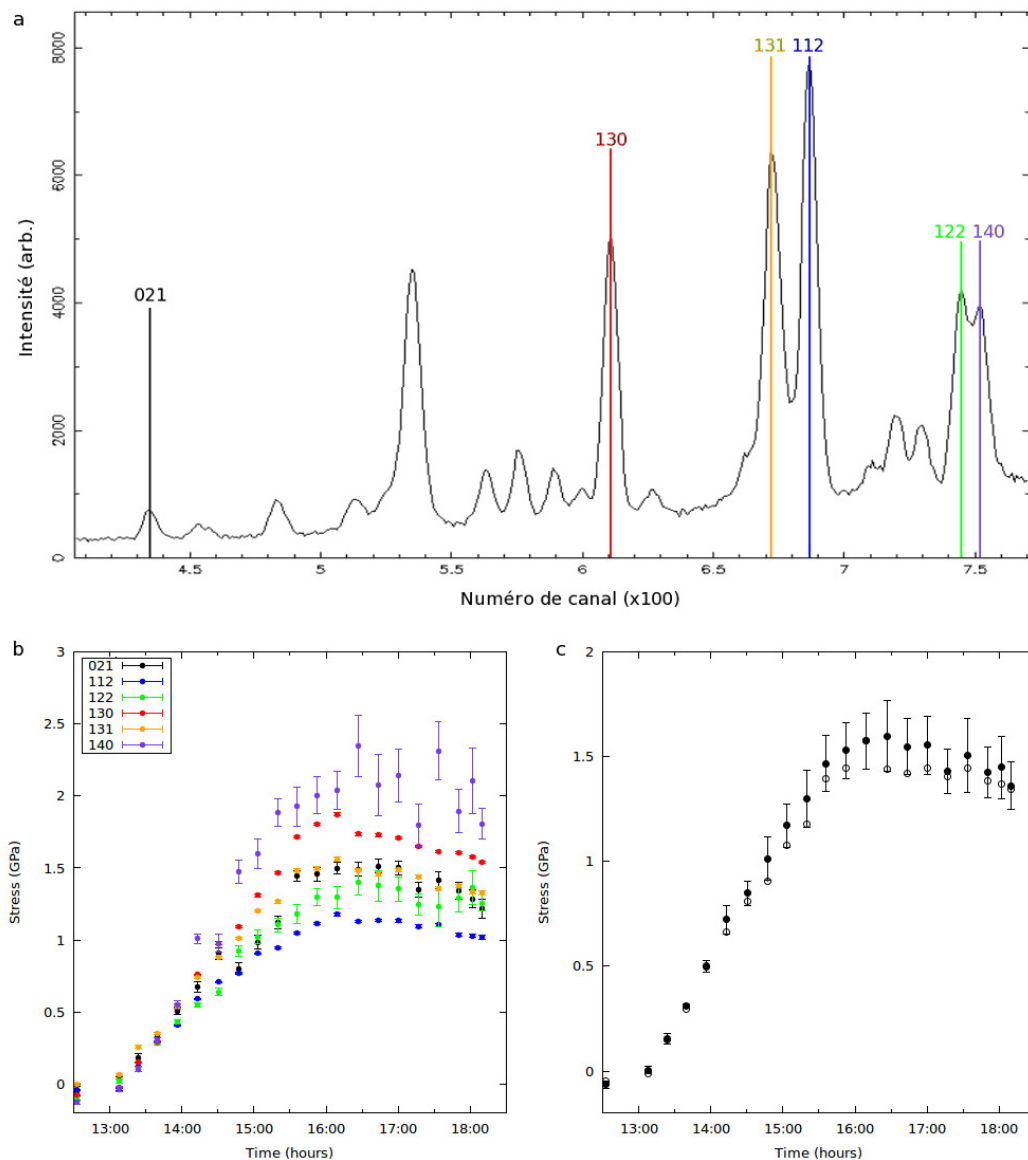 a
131 112
130
122 140
021
8000
6000
4000
2000
0
Intensité (arb.)
4.5 5 5.5 6 6.5 7 7.5
Numéro de canal (x100)
b
3
2.5
2
1.5
1
0.5
0
Stress (GPa)
021
112
122
130
131
140
13:00 14:00 15:00 16:00 17:00 18:00
Time (hours)
c
2
1.5
1
0.5
0
Stress (GPa)
13:00 14:00 15:00 16:00 17:00 18:00
Time (hours)